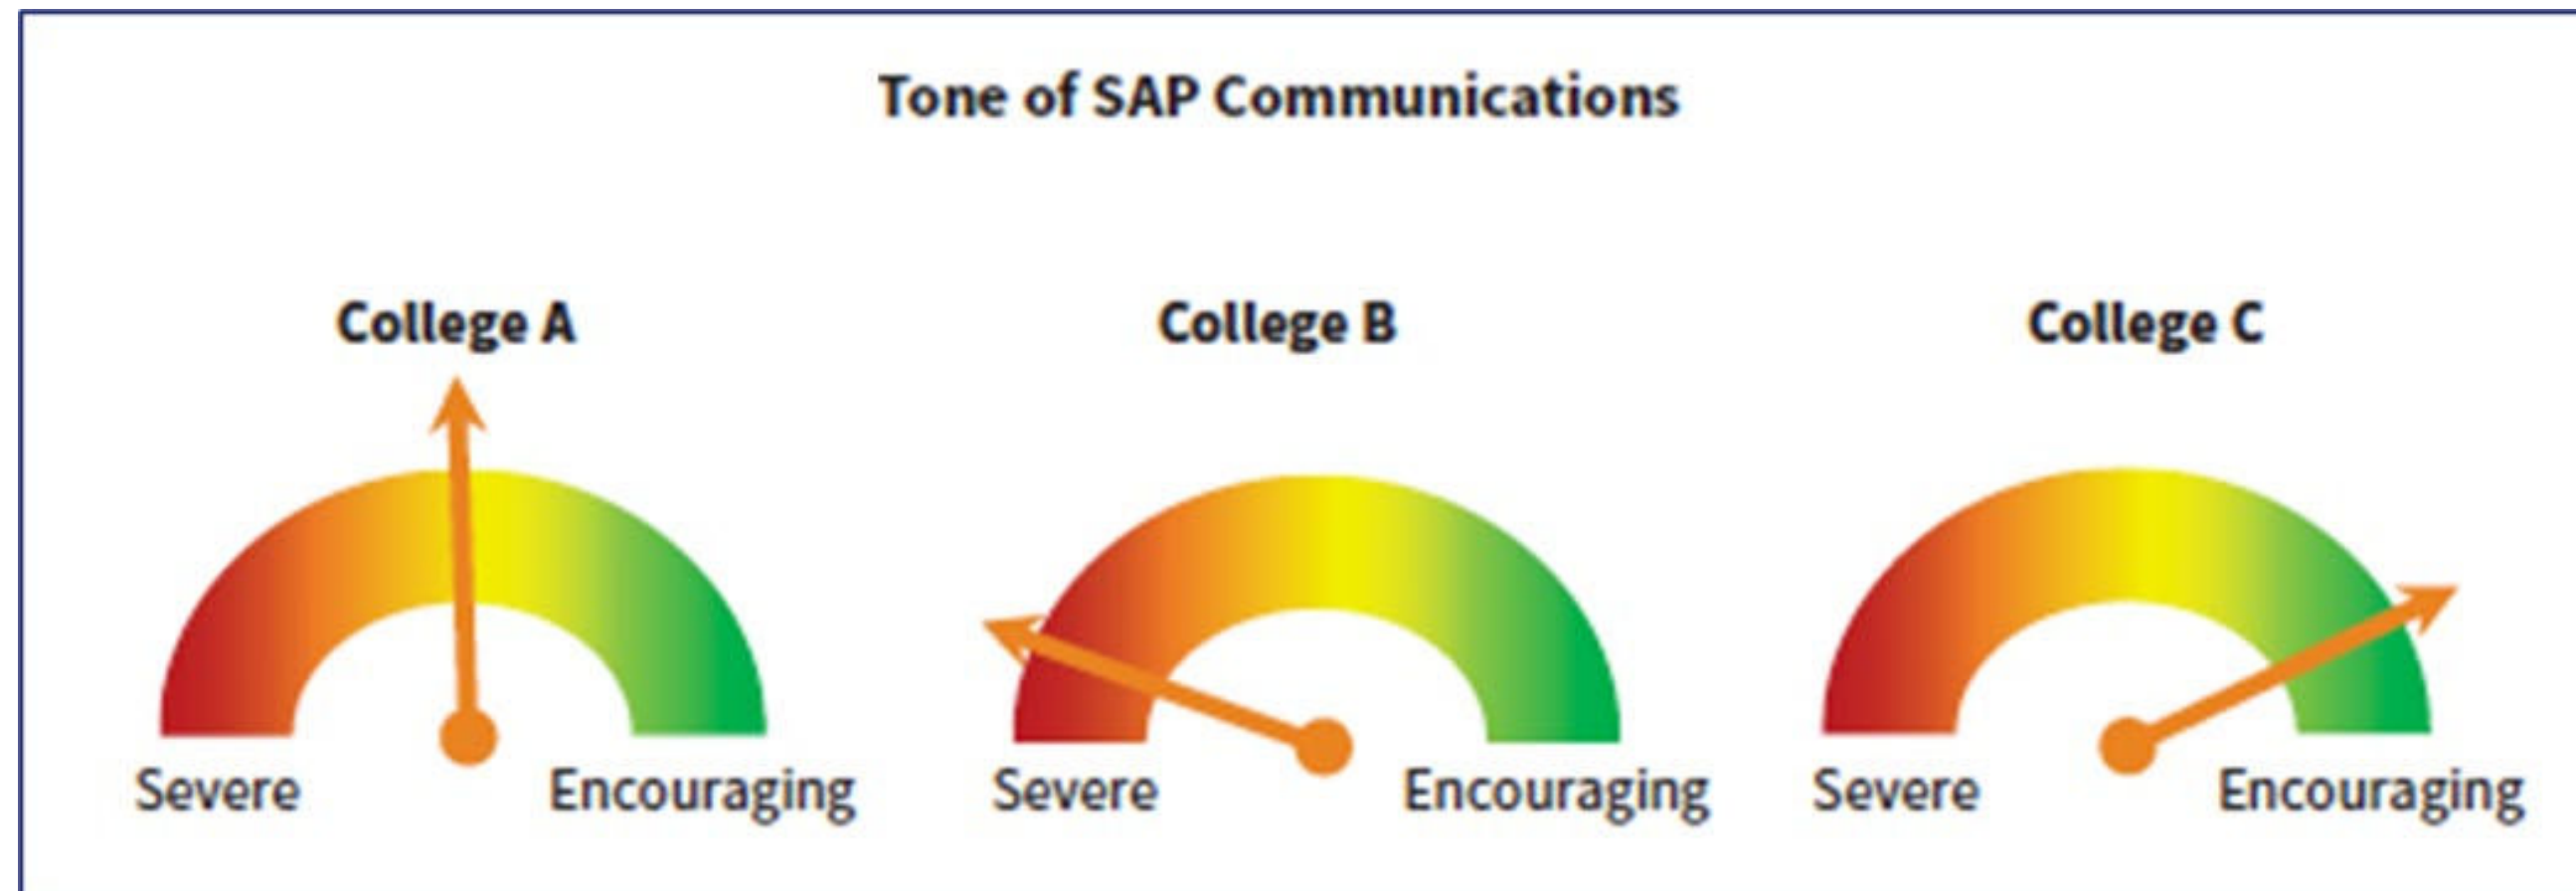 Tone of SAP Communications
College A
College B
College C
Severe
Encouraging
Severe
Encouraging
Severe
Encouraging